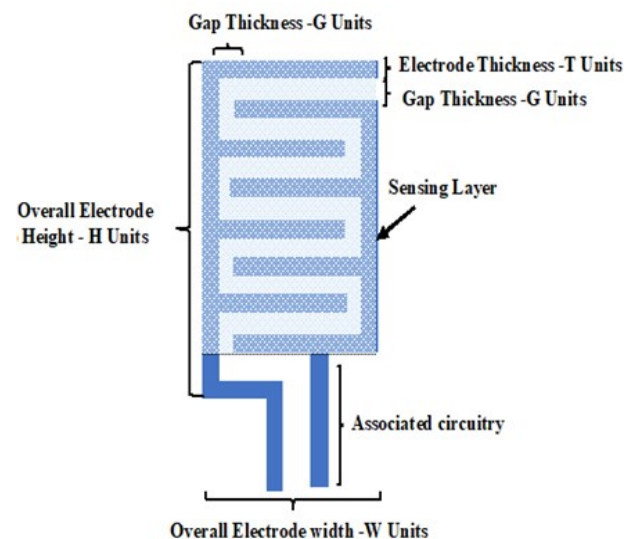 Gap Thickness -G Units
Electrode Thickness -T Units
Gap Thickness -G Units
Sensing Layer
Overall Electrode
Height - H Units
Associated circuitry
Overall Electrode width -W Units